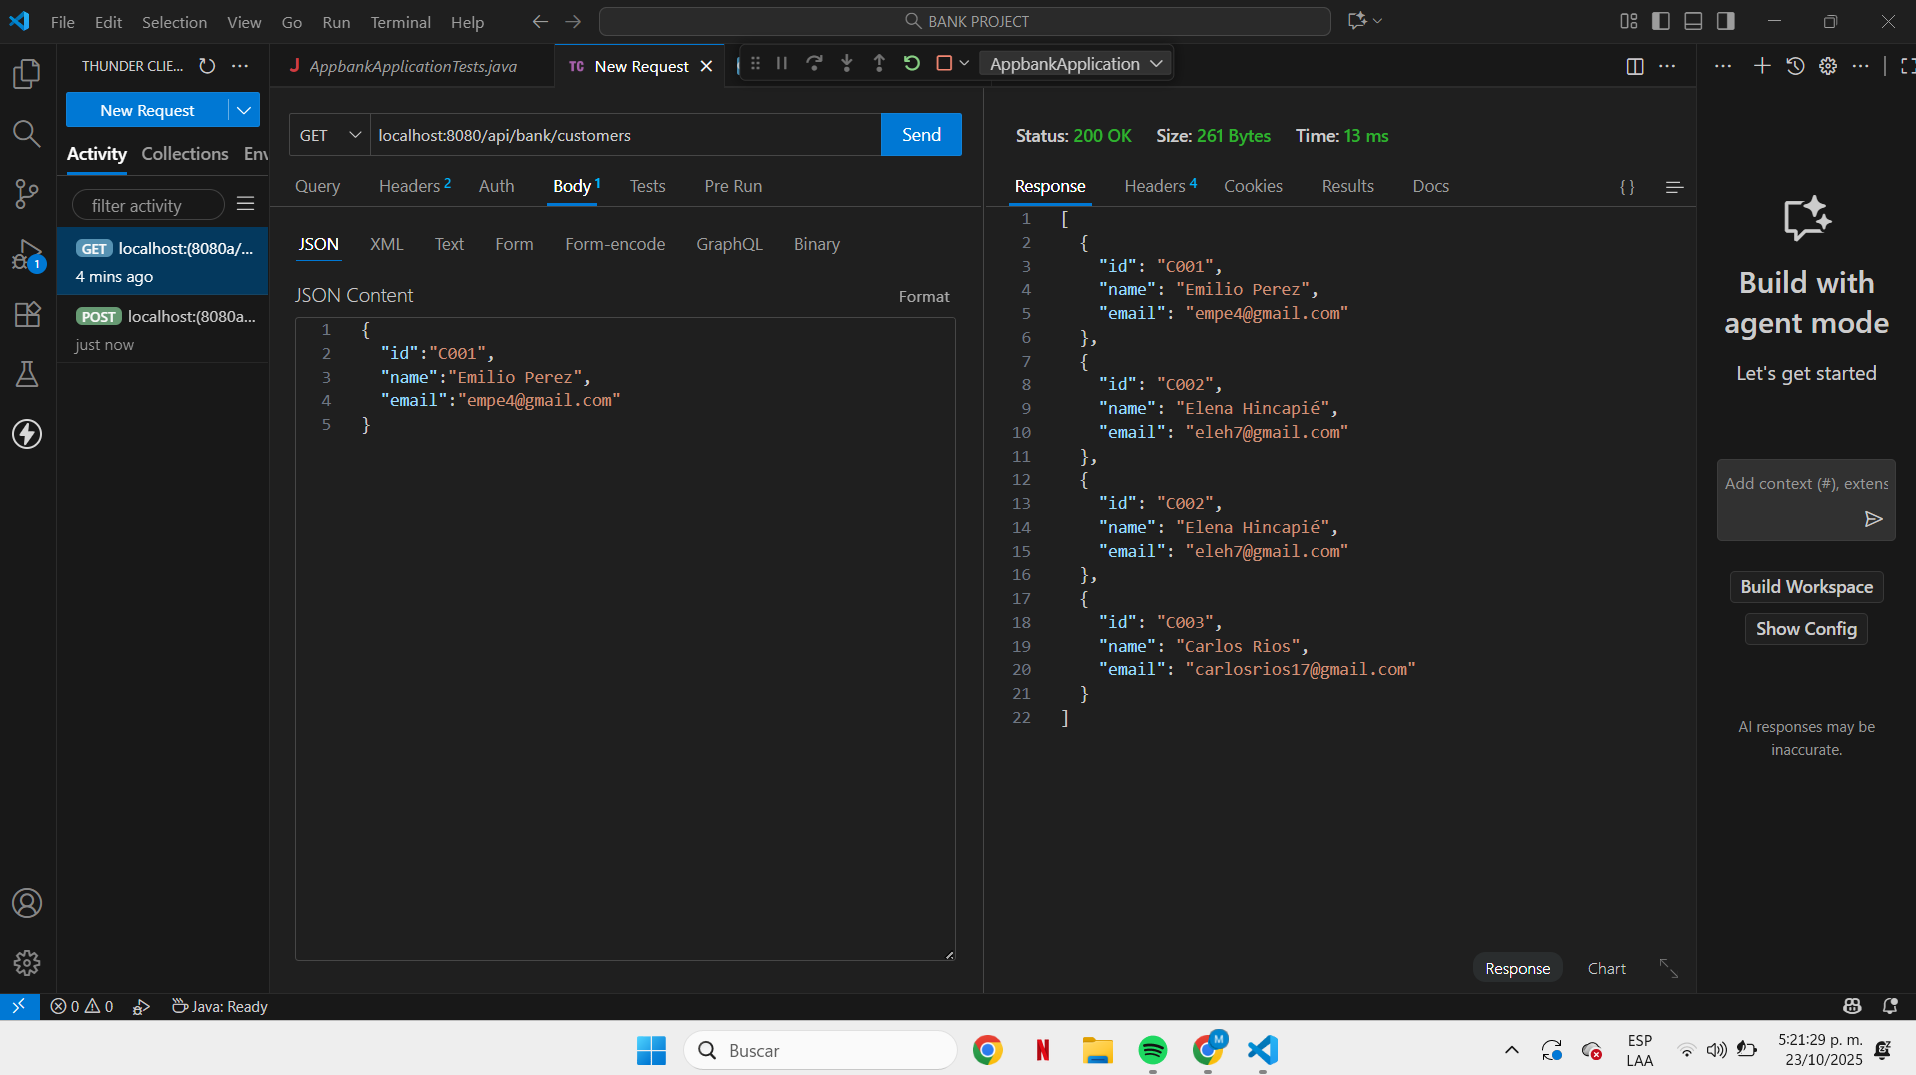 File Edit Selection View Go Run Terminal Help
BANK PROJECT
THUNDER CLIE...
New Request
Activity Collections Env
filter activity
GET localhost:(8080a/...
4 mins ago
POST localhost:(8080a...
just now
J AppbankApplicationTests.java
TC New Request
AppbankApplication
GET localhost:8080/api/bank/customers Send
Query Headers 2 Auth Body 1 Tests Pre Run
JSON XML Text Form Form-encode GraphQL Binary
JSON Content Format
1 {
2 "id":"C001",
3 "name":"Emilio Perez",
4 "email":"empe4@gmail.com"
5 }
Status: 200 OK Size: 261 Bytes Time: 13 ms
Response Headers 4 Cookies Results Docs { }
1 [
2 {
3 "id": "C001",
4 "name": "Emilio Perez",
5 "email": "empe4@gmail.com"
6 },
7 {
8 "id": "C002",
9 "name": "Elena Hincapié",
10 "email": "eleh7@gmail.com"
11 },
12 {
13 "id": "C002",
14 "name": "Elena Hincapié",
15 "email": "eleh7@gmail.com"
16 },
17 {
18 "id": "C003",
19 "name": "Carlos Rios",
20 "email": "carlosrios17@gmail.com"
21 }
22 ]
Response Chart
Build with
agent mode
Let's get started
Add context (#), extens
Build Workspace
Show Config
AI responses may be
inaccurate.
1
0 0 Java: Ready
Buscar
N
M
ESP
LAA
5:21:29 p. m.
23/10/2025